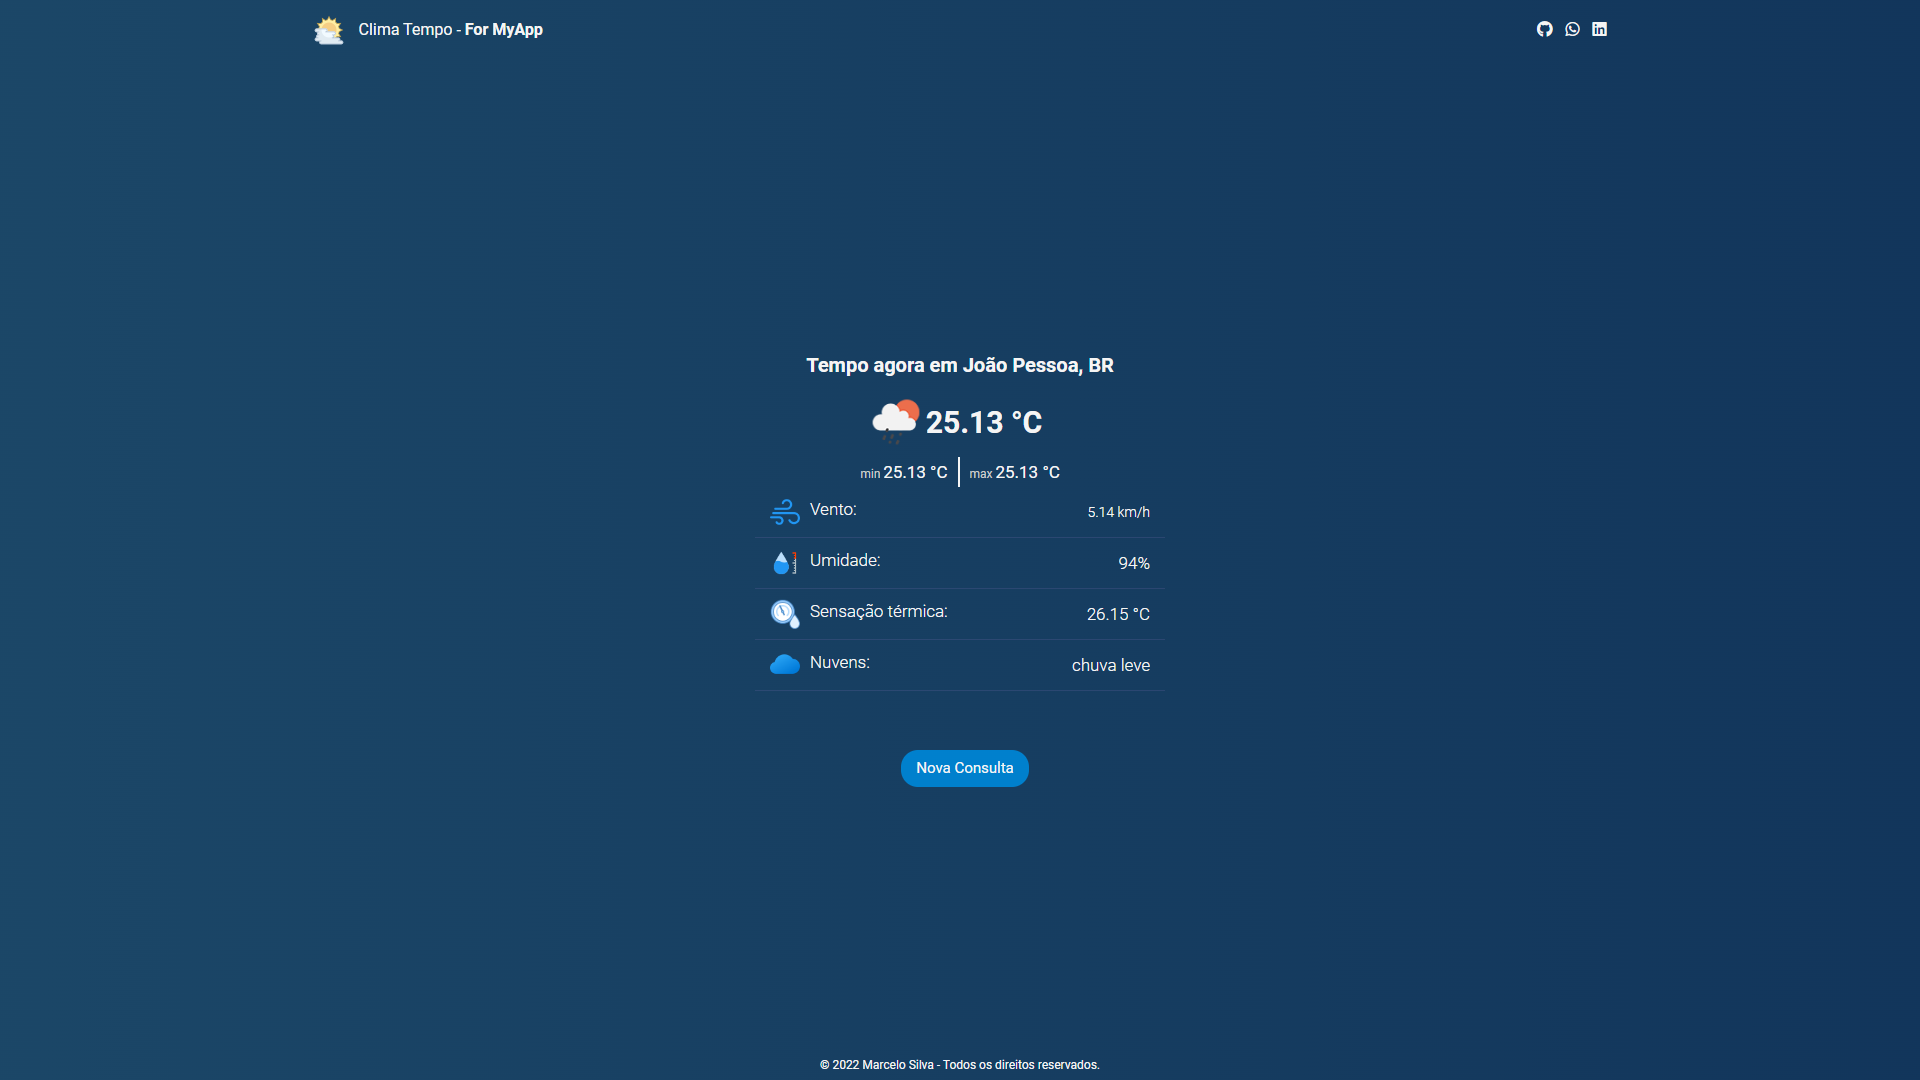 Clima Tempo - For MyApp
Tempo agora em João Pessoa, BR
25.13 °C
min 25.13 °C max 25.13 °C
Vento: 5.14 km/h
Umidade: 94%
Sensação térmica: 26.15 °C
Nuvens: chuva leve
Nova Consulta
© 2022 Marcelo Silva - Todos os direitos reservados.